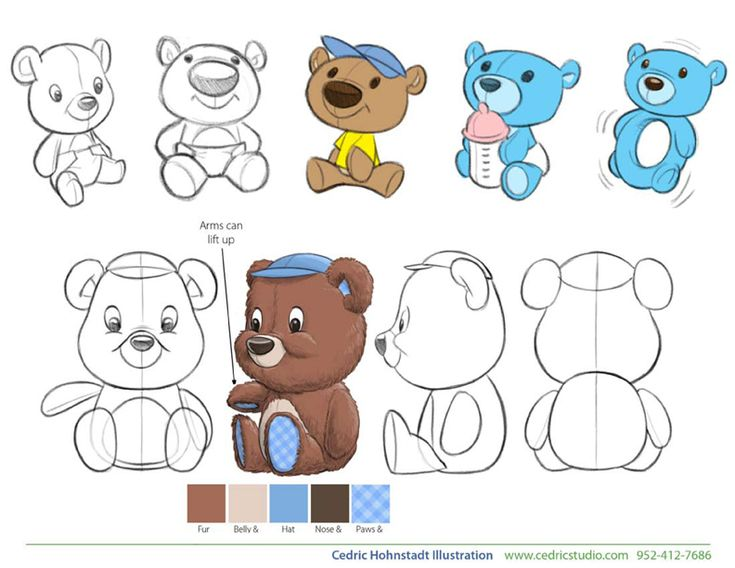 Arms can
lift up
Fur
Belly &
Hat
Nose &
Paws &
Cedric Hohnstadt Illustration www.cedricstudio.com 952-412-7686